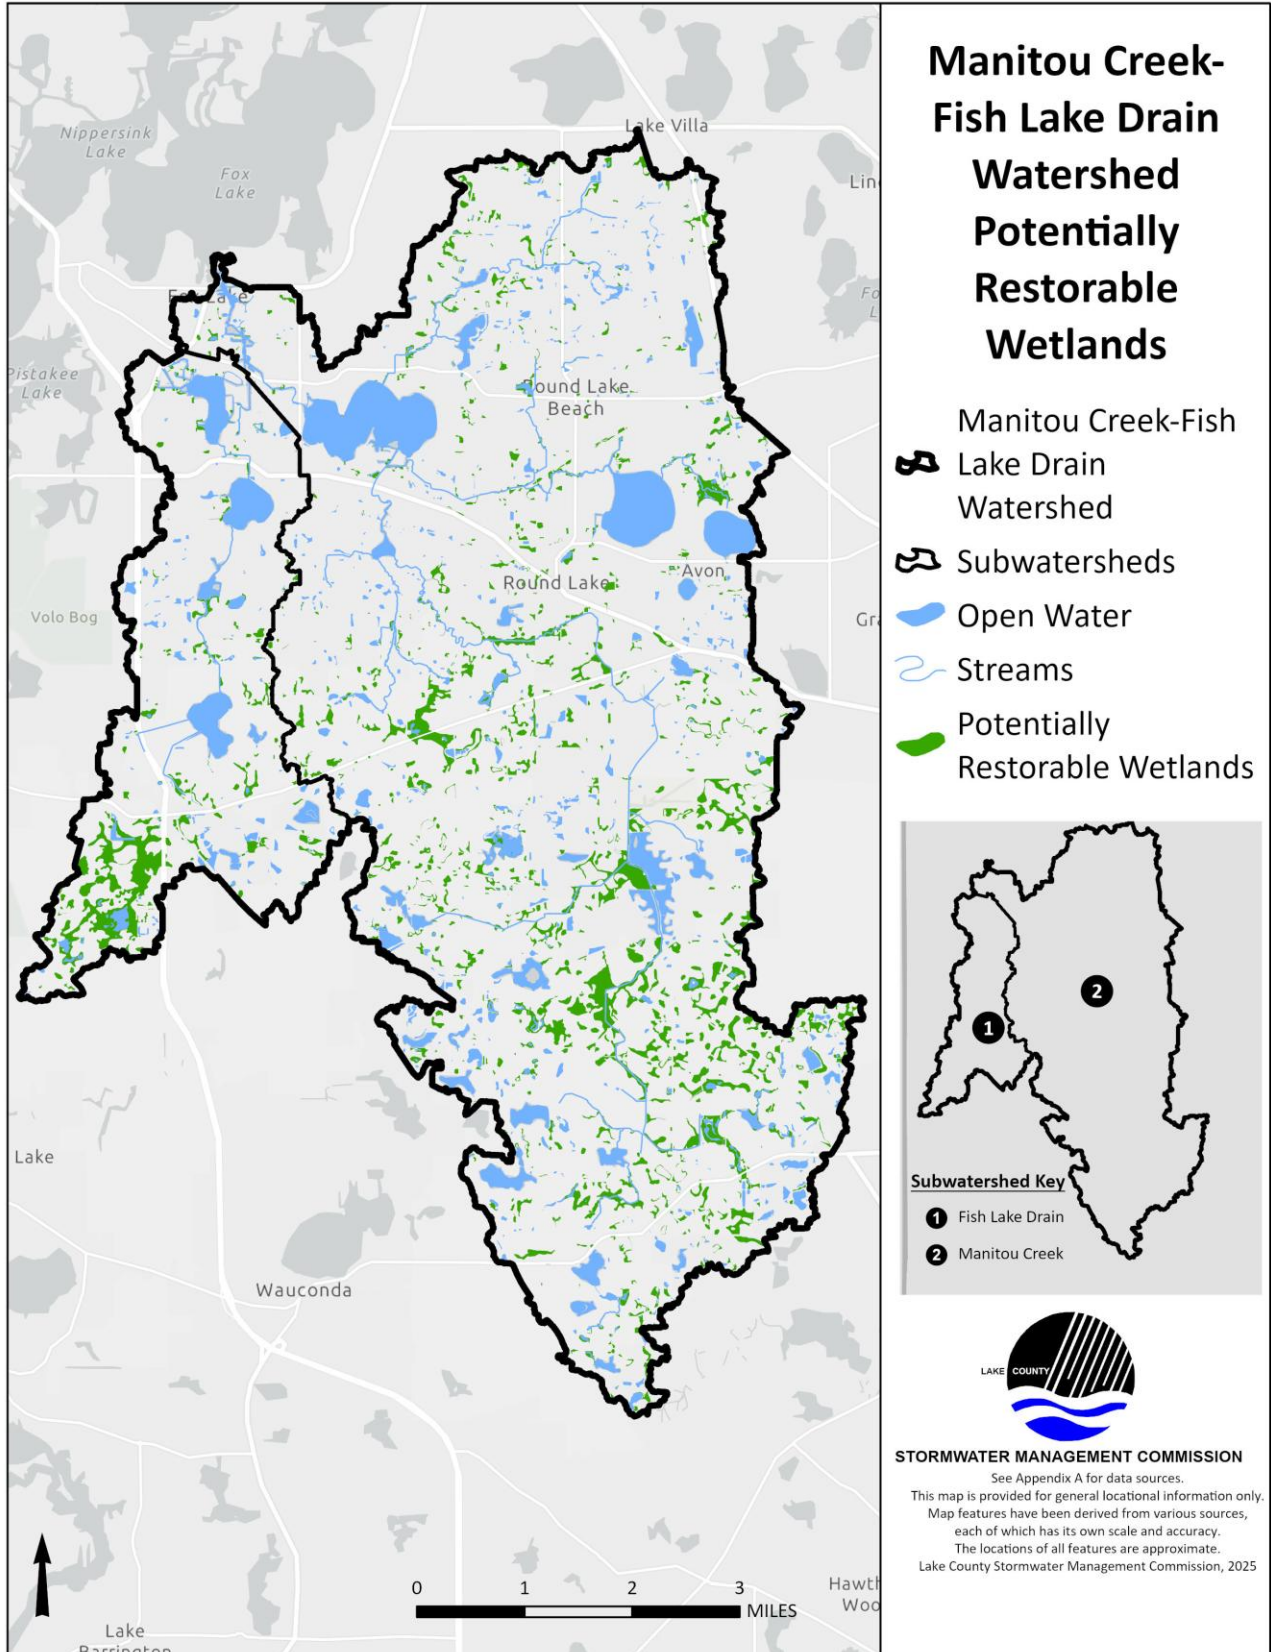 Manitou Creek-
Fish Lake Drain
Watershed
Potentially
Restorable
Wetlands
Manitou Creek-Fish
Lake Drain
Watershed
Subwatersheds
Open Water
Streams
Potentially
Restorable Wetlands
Nippersink
Lake
Fox
Lake
Lake Villa
Fox Lake
Pistakee
Lake
Round Lake
Beach
Round Lake
Avon
Volo Bog
Lake
Wauconda
Lake
0 1 2 3
MILES
2
1
Subwatershed Key
1 Fish Lake Drain
2 Manitou Creek
LAKE COUNTY
STORMWATER MANAGEMENT COMMISSION
See Appendix A for data sources.
This map is provided for general locational information only.
Map features have been derived from various sources,
each of which has its own scale and accuracy.
The locations of all features are approximate.
Lake County Stormwater Management Commission, 2025